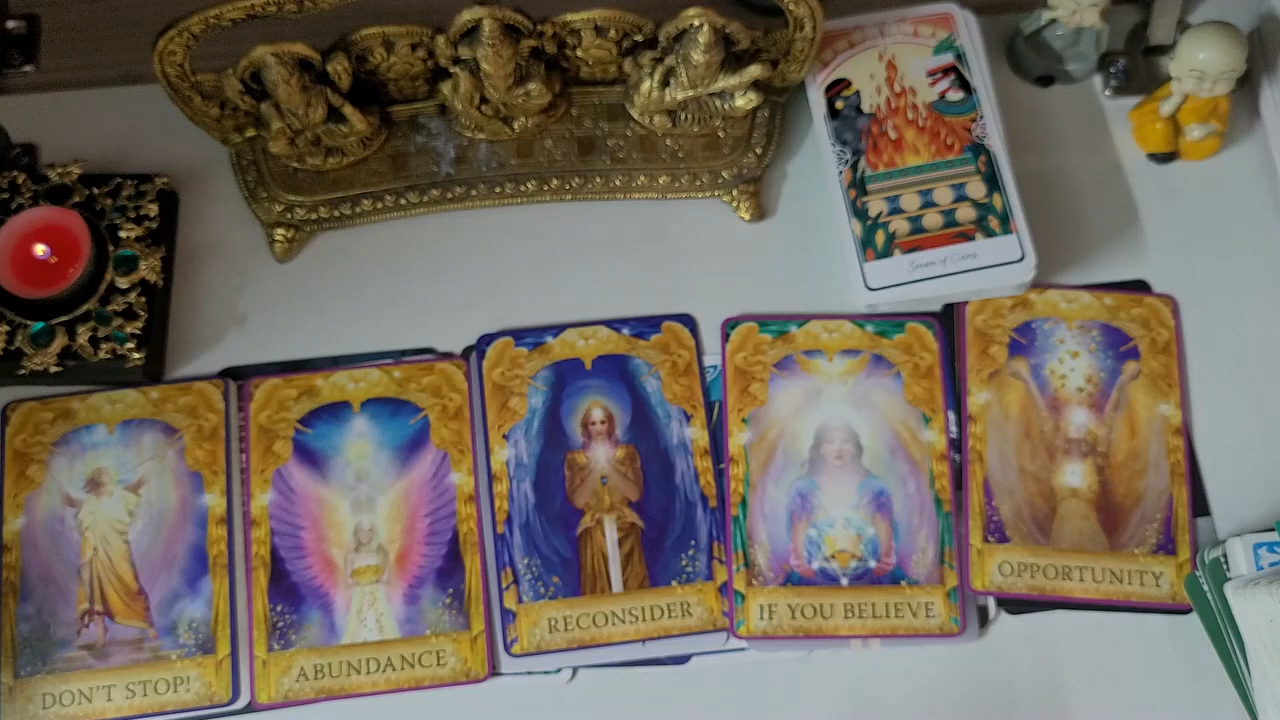 Seven of Coins
DON'T STOP!
ABUNDANCE
RECONSIDER
IF YOU BELIEVE
OPPORTUNITY